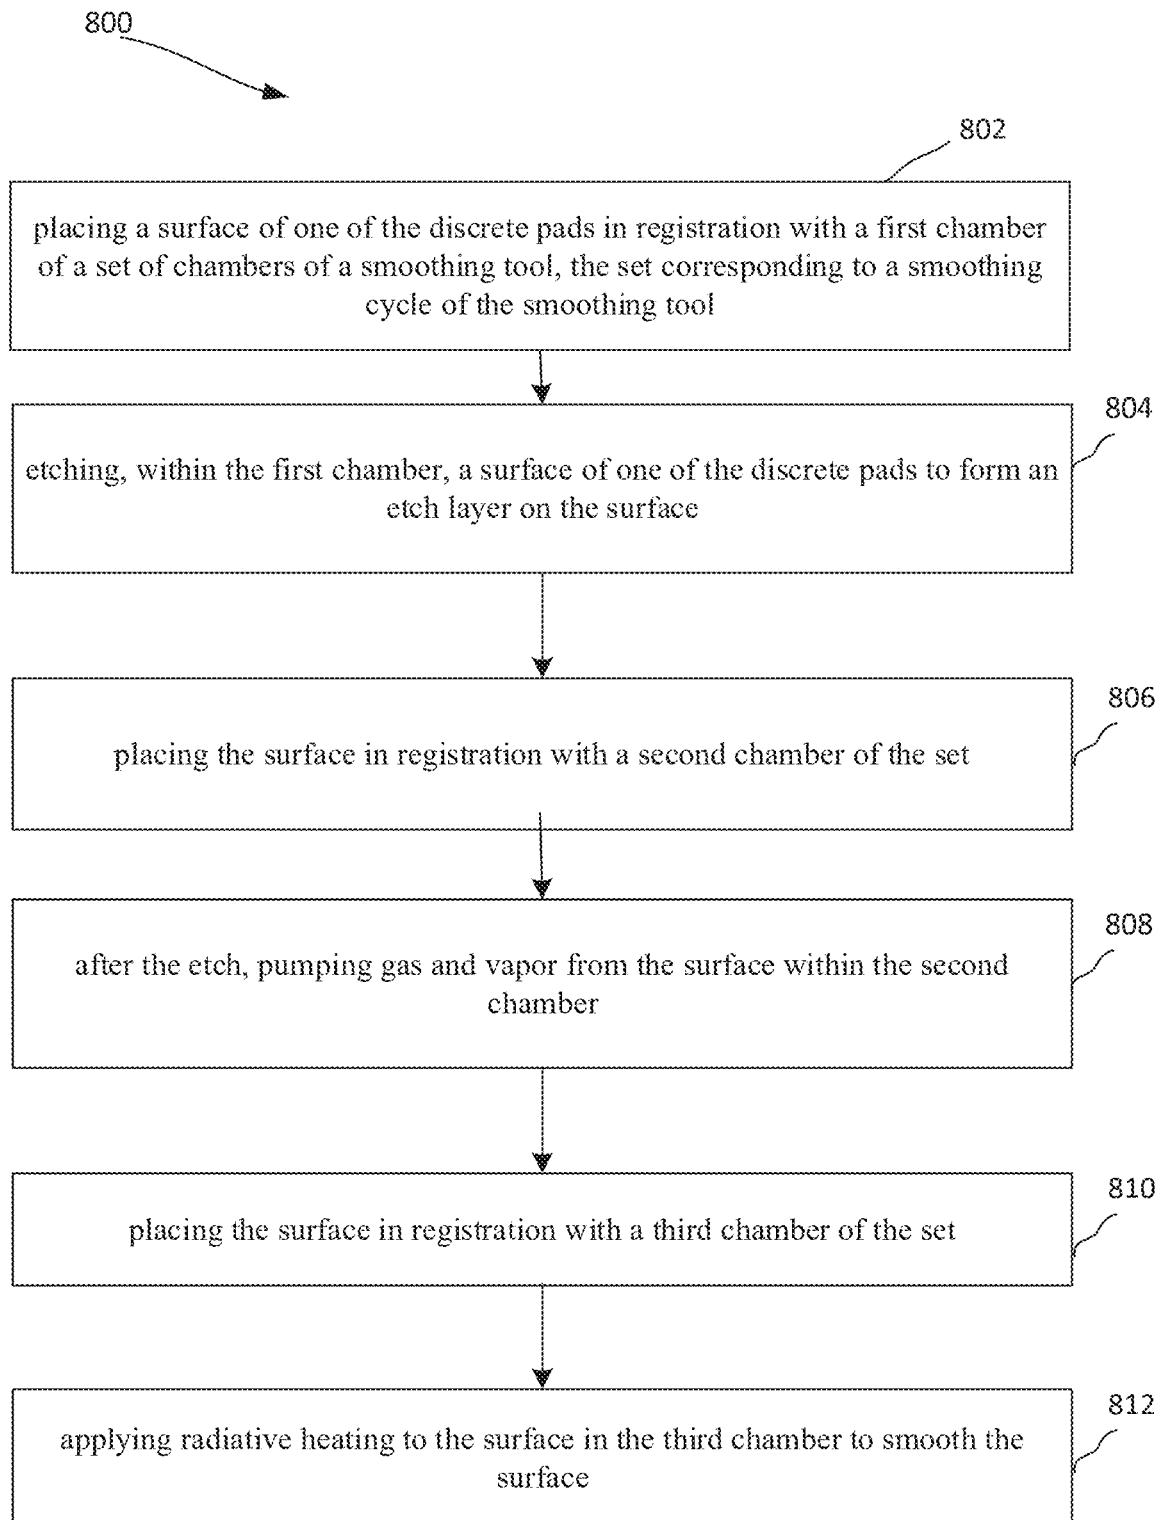 800
802
placing a surface of one of the discrete pads in registration with a first chamber
of a set of chambers of a smoothing tool, the set corresponding to a smoothing
cycle of the smoothing tool
804
etching, within the first chamber, a surface of one of the discrete pads to form an
etch layer on the surface
806
placing the surface in registration with a second chamber of the set
808
after the etch, pumping gas and vapor from the surface within the second
chamber
810
placing the surface in registration with a third chamber of the set
812
applying radiative heating to the surface in the third chamber to smooth the
surface